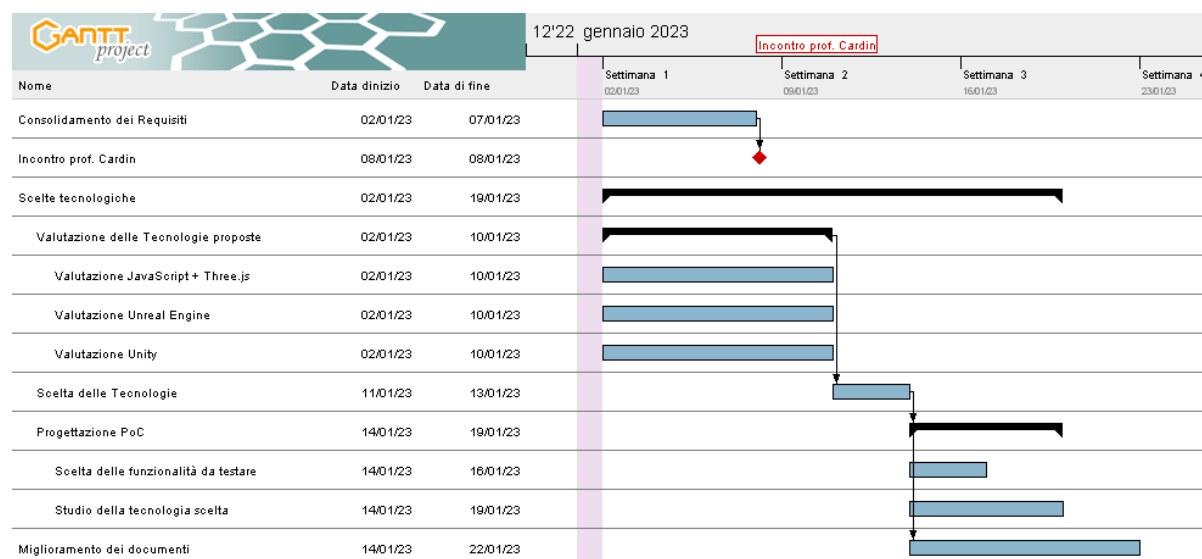 GANTT
project
12'22 gennaio 2023
Incontro prof. Cardin
Settimana 1 Settimana 2 Settimana 3 Settimana 4
02/01/23 09/01/23 16/01/23 23/01/23
Nome Data dinizio Data di fine
Consolidamento dei Requisiti 02/01/23 07/01/23
Incontro prof. Cardin 08/01/23 08/01/23
Scelte tecnologiche 02/01/23 19/01/23
Valutazione delle Tecnologie proposte 02/01/23 10/01/23
Valutazione JavaScript + Three.js 02/01/23 10/01/23
Valutazione Unreal Engine 02/01/23 10/01/23
Valutazione Unity 02/01/23 10/01/23
Scelta delle Tecnologie 11/01/23 13/01/23
Progettazione PoC 14/01/23 19/01/23
Scelta delle funzionalità da testare 14/01/23 16/01/23
Studio della tecnologia scelta 14/01/23 19/01/23
Miglioramento dei documenti 14/01/23 22/01/23